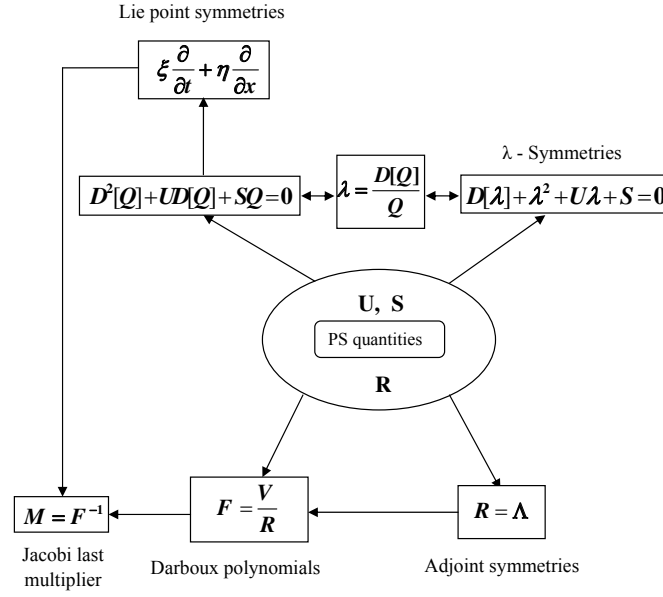 Lie point symmetries
ξ ∂/∂t + η ∂/∂x
λ - Symmetries
D²[Q]+UD[Q]+SQ=0
λ = D[Q]/Q
D[λ]+λ²+Uλ+S=0
U, S
PS quantities
R
M = F⁻¹
F = V/R
R = Λ
Jacobi last
multiplier
Darboux polynomials
Adjoint symmetries